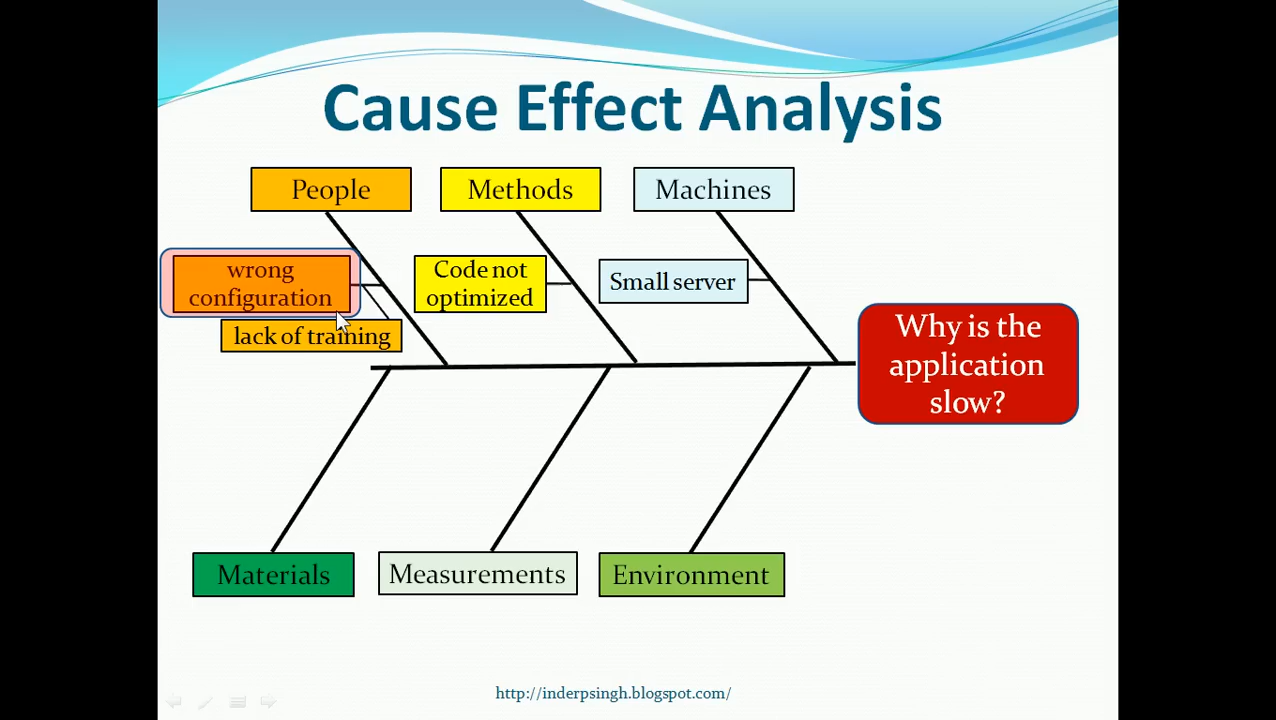 Cause Effect Analysis
People
Methods
Machines
wrong
configuration
lack of training
Code not
optimized
Small server
Why is the
application
slow?
Materials
Measurements
Environment
http://inderpsingh.blogspot.com/